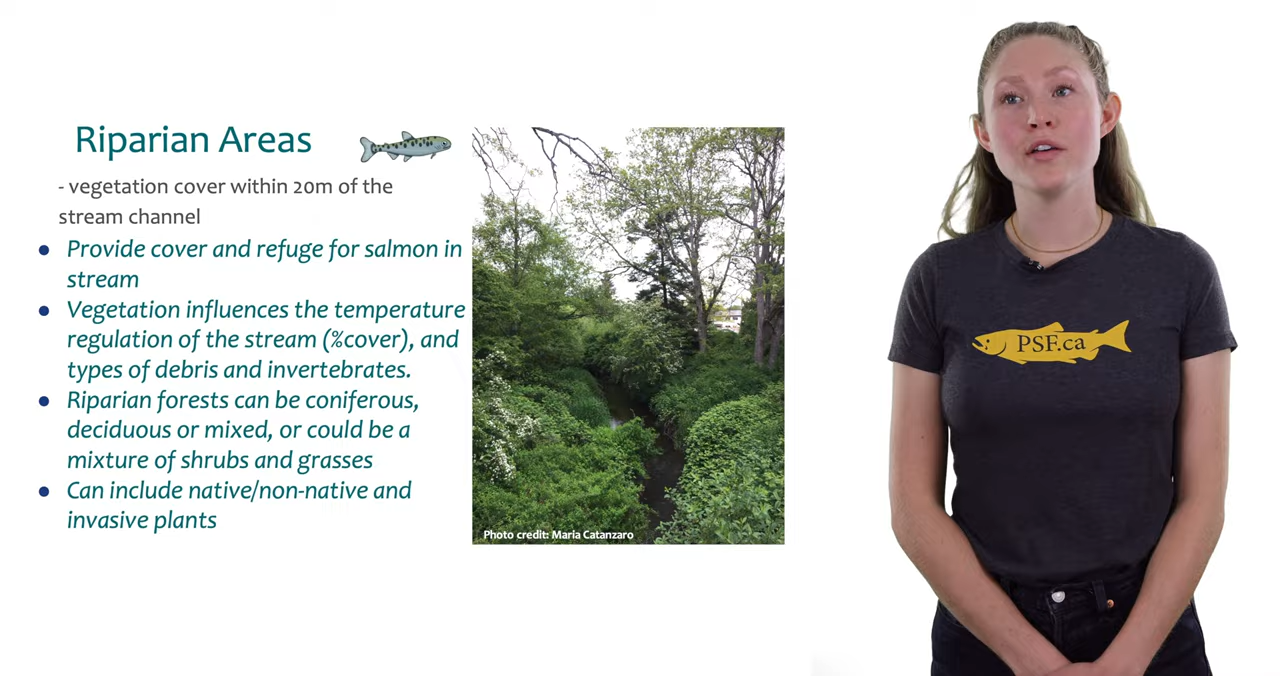 Riparian Areas
- vegetation cover within 20m of the
stream channel
● Provide cover and refuge for salmon in
stream
● Vegetation influences the temperature
regulation of the stream (%cover), and
types of debris and invertebrates.
● Riparian forests can be coniferous,
deciduous or mixed, or could be a
mixture of shrubs and grasses
● Can include native/non-native and
invasive plants
Photo credit: Maria Catanzaro
PSF.ca